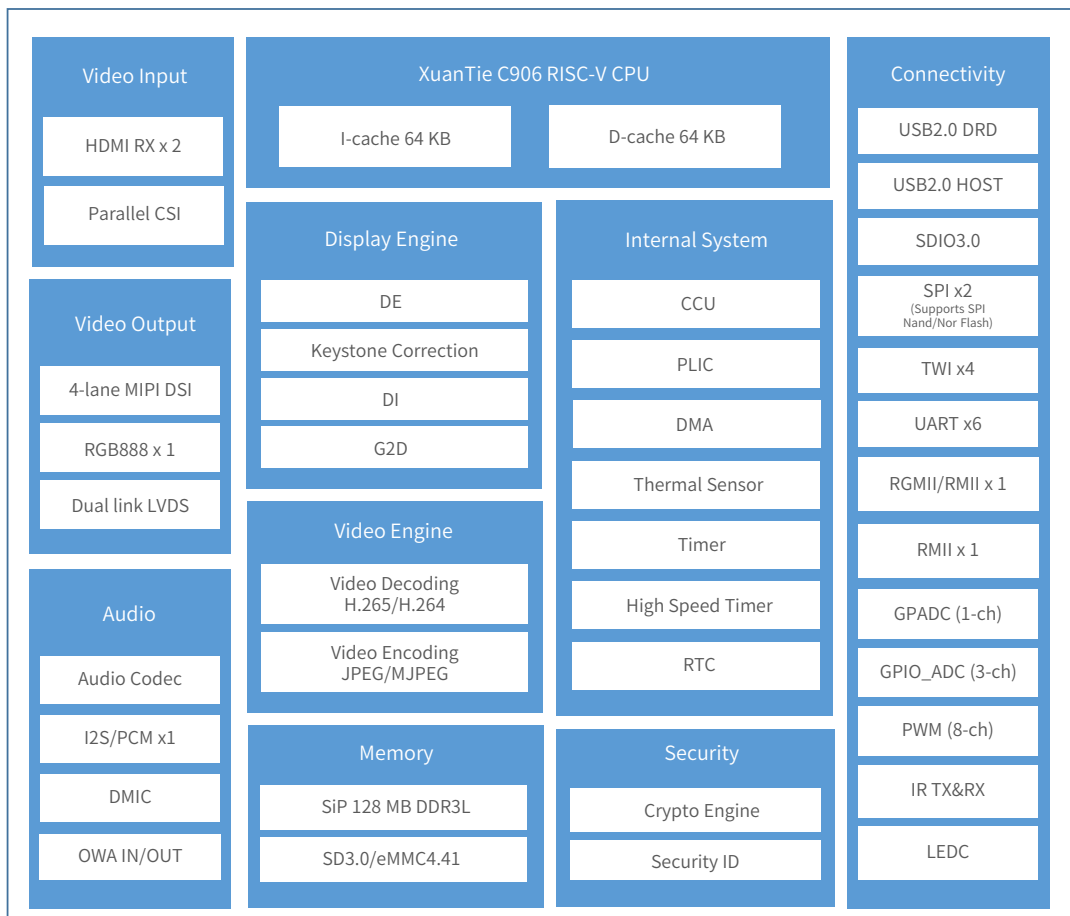 Video Input
HDMI RX x 2
Parallel CSI
Video Output
4-lane MIPI DSI
RGB888 x 1
Dual link LVDS
Audio
Audio Codec
I2S/PCM x1
DMIC
OWA IN/OUT
XuanTie C906 RISC-V CPU
I-cache 64 KB
D-cache 64 KB
Display Engine
DE
Keystone Correction
DI
G2D
Video Engine
Video Decoding
H.265/H.264
Video Encoding
JPEG/MJPEG
Memory
SiP 128 MB DDR3L
SD3.0/eMMC4.41
Internal System
CCU
PLIC
DMA
Thermal Sensor
Timer
High Speed Timer
RTC
Security
Crypto Engine
Security ID
Connectivity
USB2.0 DRD
USB2.0 HOST
SDIO3.0
SPI x2
(Supports SPI
Nand/Nor Flash)
TWI x4
UART x6
RGMII/RMII x 1
RMII x 1
GPADC (1-ch)
GPIO_ADC (3-ch)
PWM (8-ch)
IR TX&RX
LEDC